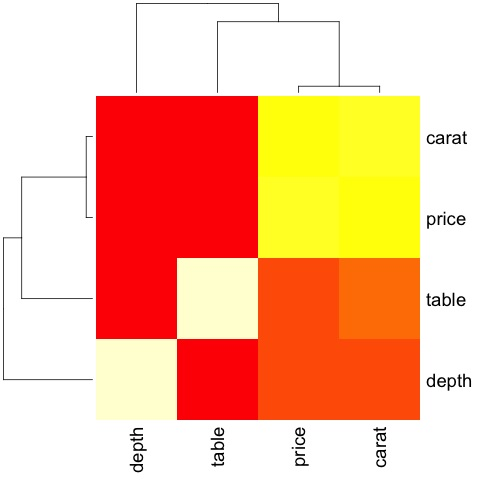 carat
price
table
depth
depth
table
price
carat